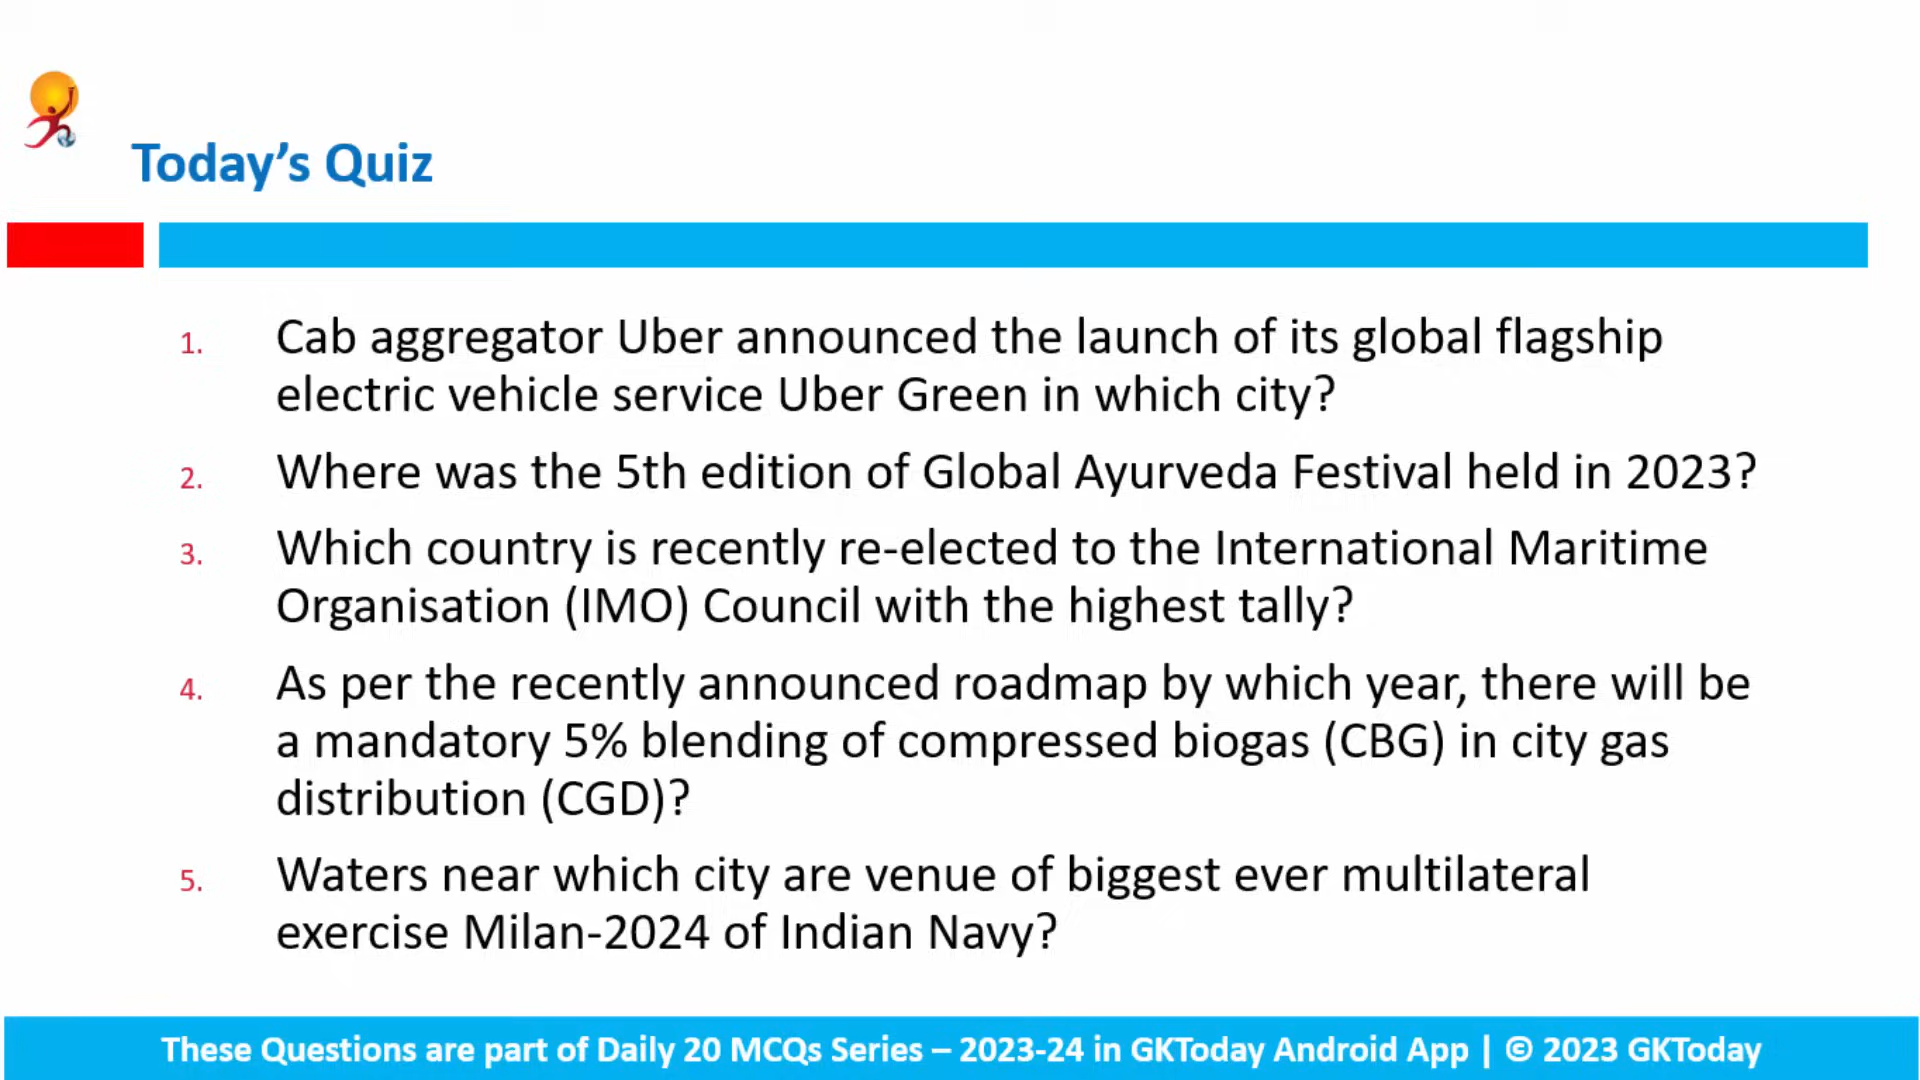 Today’s Quiz
1. Cab aggregator Uber announced the launch of its global flagship
electric vehicle service Uber Green in which city?
2. Where was the 5th edition of Global Ayurveda Festival held in 2023?
3. Which country is recently re-elected to the International Maritime
Organisation (IMO) Council with the highest tally?
4. As per the recently announced roadmap by which year, there will be
a mandatory 5% blending of compressed biogas (CBG) in city gas
distribution (CGD)?
5. Waters near which city are venue of biggest ever multilateral
exercise Milan-2024 of Indian Navy?
These Questions are part of Daily 20 MCQs Series – 2023-24 in GKToday Android App | © 2023 GKToday